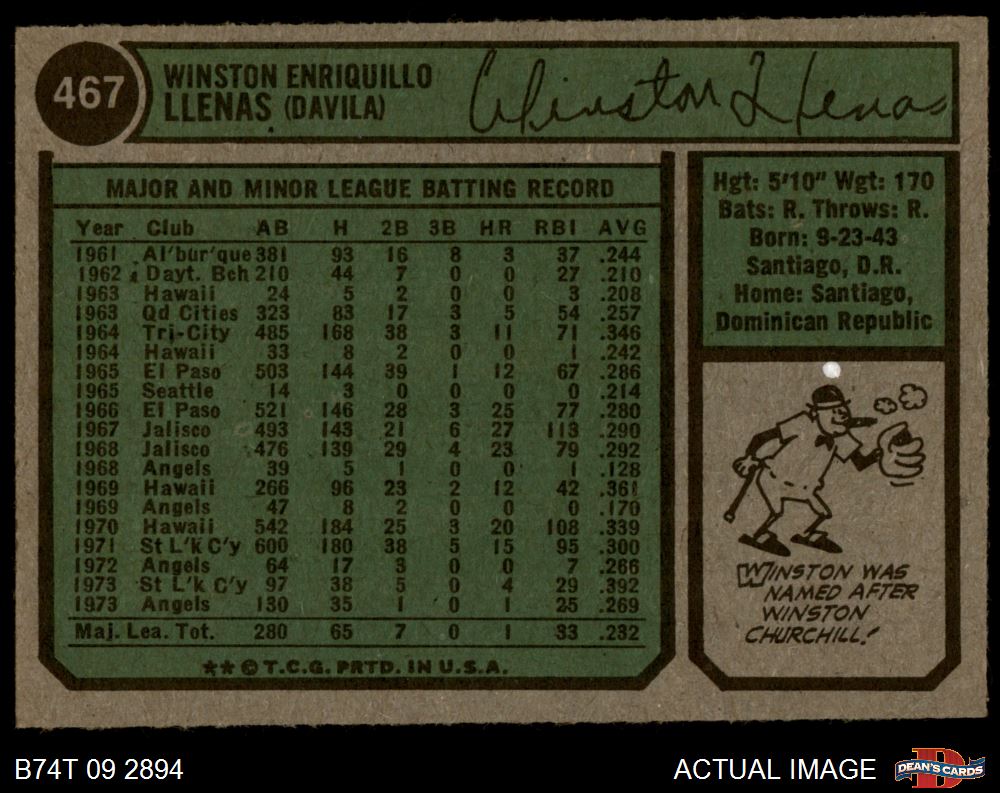 467
WINSTON ENRIQUILLO
LLENAS (DAVILA)
Winston Llenas
MAJOR AND MINOR LEAGUE BATTING RECORD
Year Club AB H 2B 3B HR RBI AVG
1961 Al'bur'que 381 93 16 8 3 37 .244
1962 Dayt. Bch 210 44 7 0 0 27 .210
1963 Hawaii 24 5 2 0 0 3 .208
1963 Qd Cities 323 83 17 3 5 54 .257
1964 Tri-City 485 168 38 3 11 71 .346
1964 Hawaii 33 8 2 0 0 1 .242
1965 El Paso 503 144 39 1 12 67 .286
1965 Seattle 14 3 0 0 0 0 .214
1966 El Paso 521 146 28 3 25 77 .280
1967 Jalisco 493 143 21 6 27 113 .290
1968 Jalisco 476 139 29 4 23 79 .292
1968 Angels 39 5 1 0 0 1 .128
1969 Hawaii 266 96 23 2 12 42 .361
1969 Angels 47 8 2 0 0 0 .170
1970 Hawaii 542 184 25 3 20 108 .339
1971 St L'k C'y 600 180 38 5 15 95 .300
1972 Angels 64 17 3 0 0 7 .266
1973 St L'k C'y 97 38 5 0 4 29 .392
1973 Angels 130 35 1 0 1 25 .269
Maj. Lea. Tot. 280 65 7 0 1 33 .232
** © T.C.G. PRTD. IN U.S.A.
Hgt: 5'10" Wgt: 170
Bats: R. Throws: R.
Born: 9-23-43
Santiago, D.R.
Home: Santiago,
Dominican Republic
WINSTON WAS
NAMED AFTER
WINSTON
CHURCHILL!
B74T 09 2894
ACTUAL IMAGE
DEAN'S CARDS